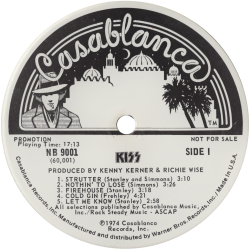 Casablanca
TM
PROMOTION
Playing Time: 17:13
NOT FOR SALE
NB 9001
(60,001)
KISS
SIDE 1
PRODUCED BY KENNY KERNER & RICHIE WISE
1. STRUTTER (Stanley and Simmons) 3:10
2. NOTHIN' TO LOSE (Simmons) 3:26
3. FIREHOUSE (Stanley) 3:18
4. COLD GIN (Frehley) 4:21
5. LET ME KNOW (Stanley) 2:58
All selections published by Casablanca Music,
Inc./Rock Steady Music - ASCAP
℗1974 Casablanca
Records, Inc.
Casablanca Records, Inc. Manufactured and distributed by Warner Bros. Records Inc. Made in U.S.A.